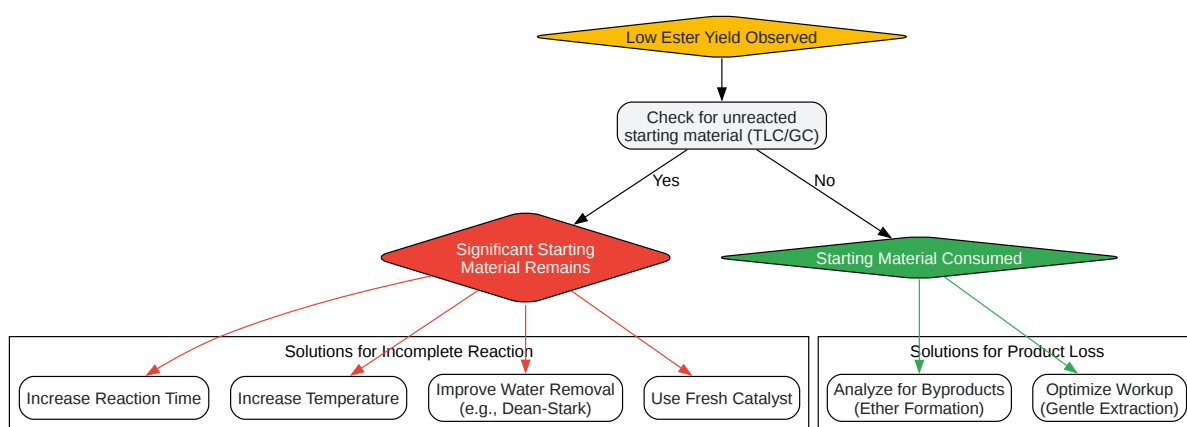 Low Ester Yield Observed
Check for unreacted
starting material (TLC/GC)
Yes
No
Significant Starting
Material Remains
Starting Material Consumed
Solutions for Incomplete Reaction
Solutions for Product Loss
Increase Reaction Time
Increase Temperature
Improve Water Removal
(e.g., Dean-Stark)
Use Fresh Catalyst
Analyze for Byproducts
(Ether Formation)
Optimize Workup
(Gentle Extraction)